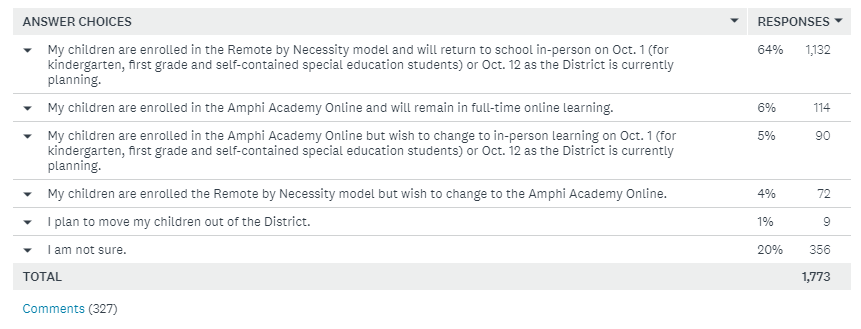 ANSWER CHOICES RESPONSES
My children are enrolled in the Remote by Necessity model and will return to school in-person on Oct. 1 (for 64% 1,132
kindergarten, first grade and self-contained special education students) or Oct. 12 as the District is currently
planning.
My children are enrolled in the Amphi Academy Online and will remain in full-time online learning. 6% 114
My children are enrolled in the Amphi Academy Online but wish to change to in-person learning on Oct. 1 (for 5% 90
kindergarten, first grade and self-contained special education students) or Oct. 12 as the District is currently
planning.
My children are enrolled the Remote by Necessity model but wish to change to the Amphi Academy Online. 4% 72
I plan to move my children out of the District. 1% 9
I am not sure. 20% 356
TOTAL 1,773
Comments (327)